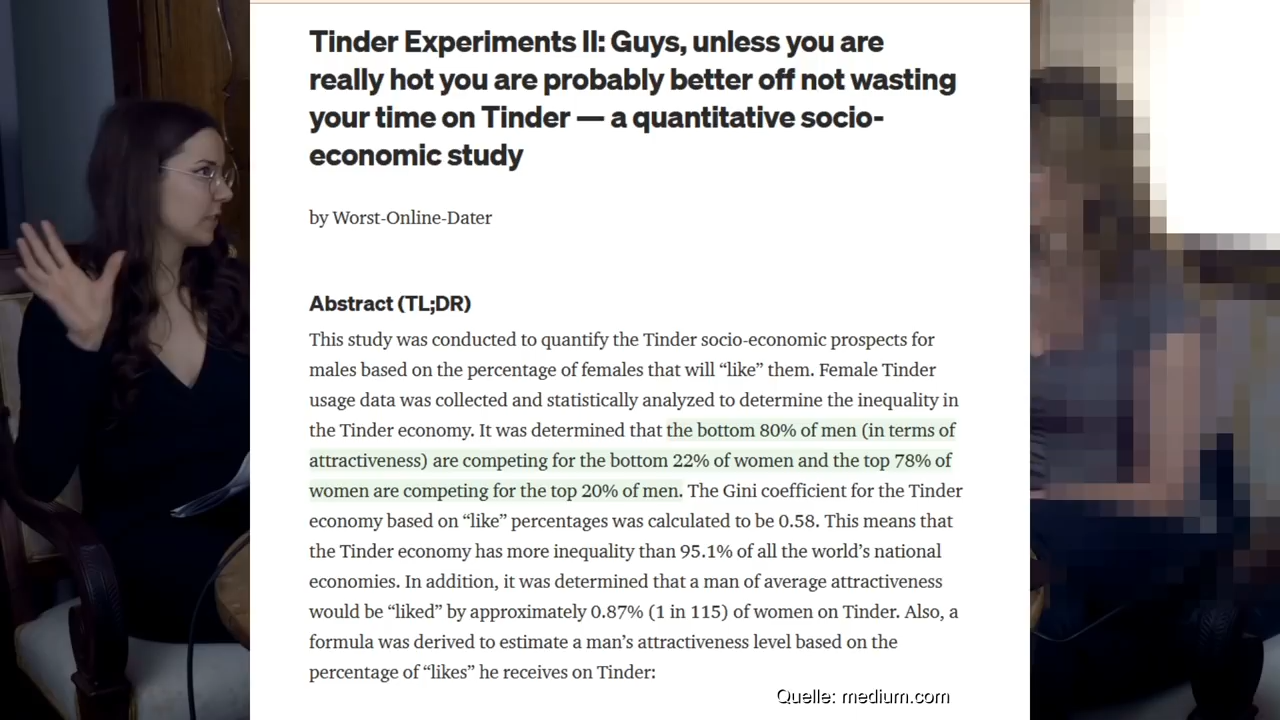 Tinder Experiments II: Guys, unless you are
really hot you are probably better off not wasting
your time on Tinder — a quantitative socio-
economic study
by Worst-Online-Dater
Abstract (TL;DR)
This study was conducted to quantify the Tinder socio-economic prospects for
males based on the percentage of females that will “like” them. Female Tinder
usage data was collected and statistically analyzed to determine the inequality in
the Tinder economy. It was determined that the bottom 80% of men (in terms of
attractiveness) are competing for the bottom 22% of women and the top 78% of
women are competing for the top 20% of men. The Gini coefficient for the Tinder
economy based on “like” percentages was calculated to be 0.58. This means that
the Tinder economy has more inequality than 95.1% of all the world’s national
economies. In addition, it was determined that a man of average attractiveness
would be “liked” by approximately 0.87% (1 in 115) of women on Tinder. Also, a
formula was derived to estimate a man’s attractiveness level based on the
percentage of “likes” he receives on Tinder:
Quelle: medium.com